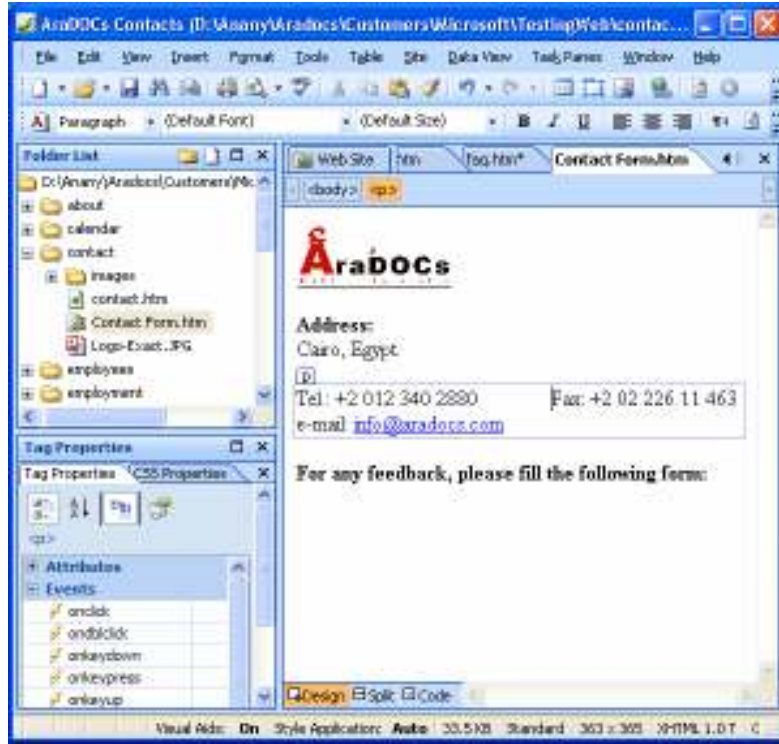 AraDOCs Contacts (D:\Anany\Aradocs\Customers\Microsoft\TestingWeb\contac...
File Edit View Insert Format Tools Table Site Data View Task Panes Window Help
Paragraph (Default Font) (Default Size) B I U
Folder List
D:\Anany\Aradocs\Customers\Mic
about
calendar
contact
images
contact.htm
Contact Form.htm
Logo-Exact.JPG
employees
employment
Tag Properties
Tag Properties CSS Properties
<p>
Attributes
Events
onclick
ondblclick
onkeydown
onkeypress
onkeyup
Web Site htm faq.htm* Contact Form.htm
<body> <p>
AraDOCs
Address:
Cairo, Egypt
p
Tel: +2 012 340 2880 Fax: +2 02 226 11 463
e-mail: info@aradocs.com
For any feedback, please fill the following form:
Design Split Code
Visual Aids: On Style Application: Auto 33.5 KB Standard 363 x 365 XHTML 1.0 T C